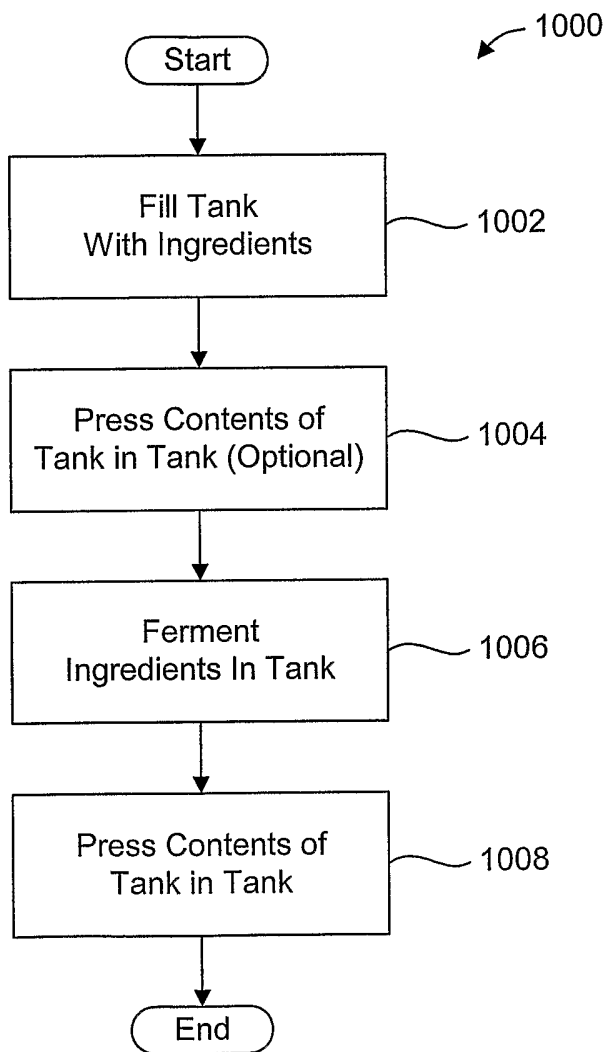 1000
Start
Fill Tank
With Ingredients
1002
Press Contents of
Tank in Tank (Optional)
1004
Ferment
Ingredients In Tank
1006
Press Contents of
Tank in Tank
1008
End